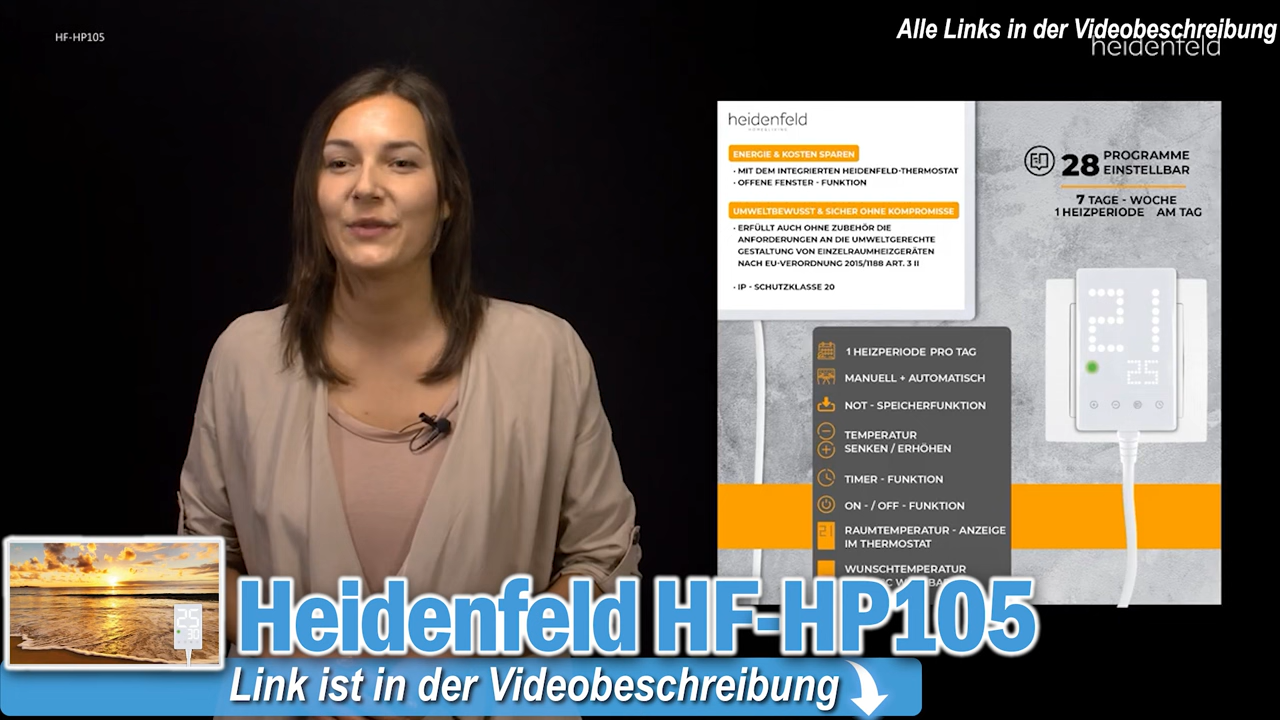 HF-HP105
Alle Links in der Videobeschreibung
heidenfeld
heidenfeld
ENERGIE & KOSTEN SPAREN
· MIT DEM INTEGRIERTEN HEIDENFELD-THERMOSTAT
· OFFENE FENSTER - FUNKTION
UMWELTBEWUSST & SICHER OHNE KOMPROMISSE
· ERFÜLLT AUCH OHNE ZUBEHÖR DIE
ANFORDERUNGEN AN DIE UMWELTGERECHTE
GESTALTUNG VON EINZELRAUMHEIZGERÄTEN
NACH EU-VERORDNUNG 2015/1188 ART. 3 II
· IP - SCHUTZKLASSE 20
28 PROGRAMME
EINSTELLBAR
7 TAGE - WOCHE
1 HEIZPERIODE AM TAG
21
25
1 HEIZPERIODE PRO TAG
MANUELL + AUTOMATISCH
NOT - SPEICHERFUNKTION
TEMPERATUR
SENKEN / ERHÖHEN
TIMER - FUNKTION
ON - / OFF - FUNKTION
21
RAUMTEMPERATUR - ANZEIGE
IM THERMOSTAT
WUNSCHTEMPERATUR
25
30
Heidenfeld HF-HP105
Link ist in der Videobeschreibung